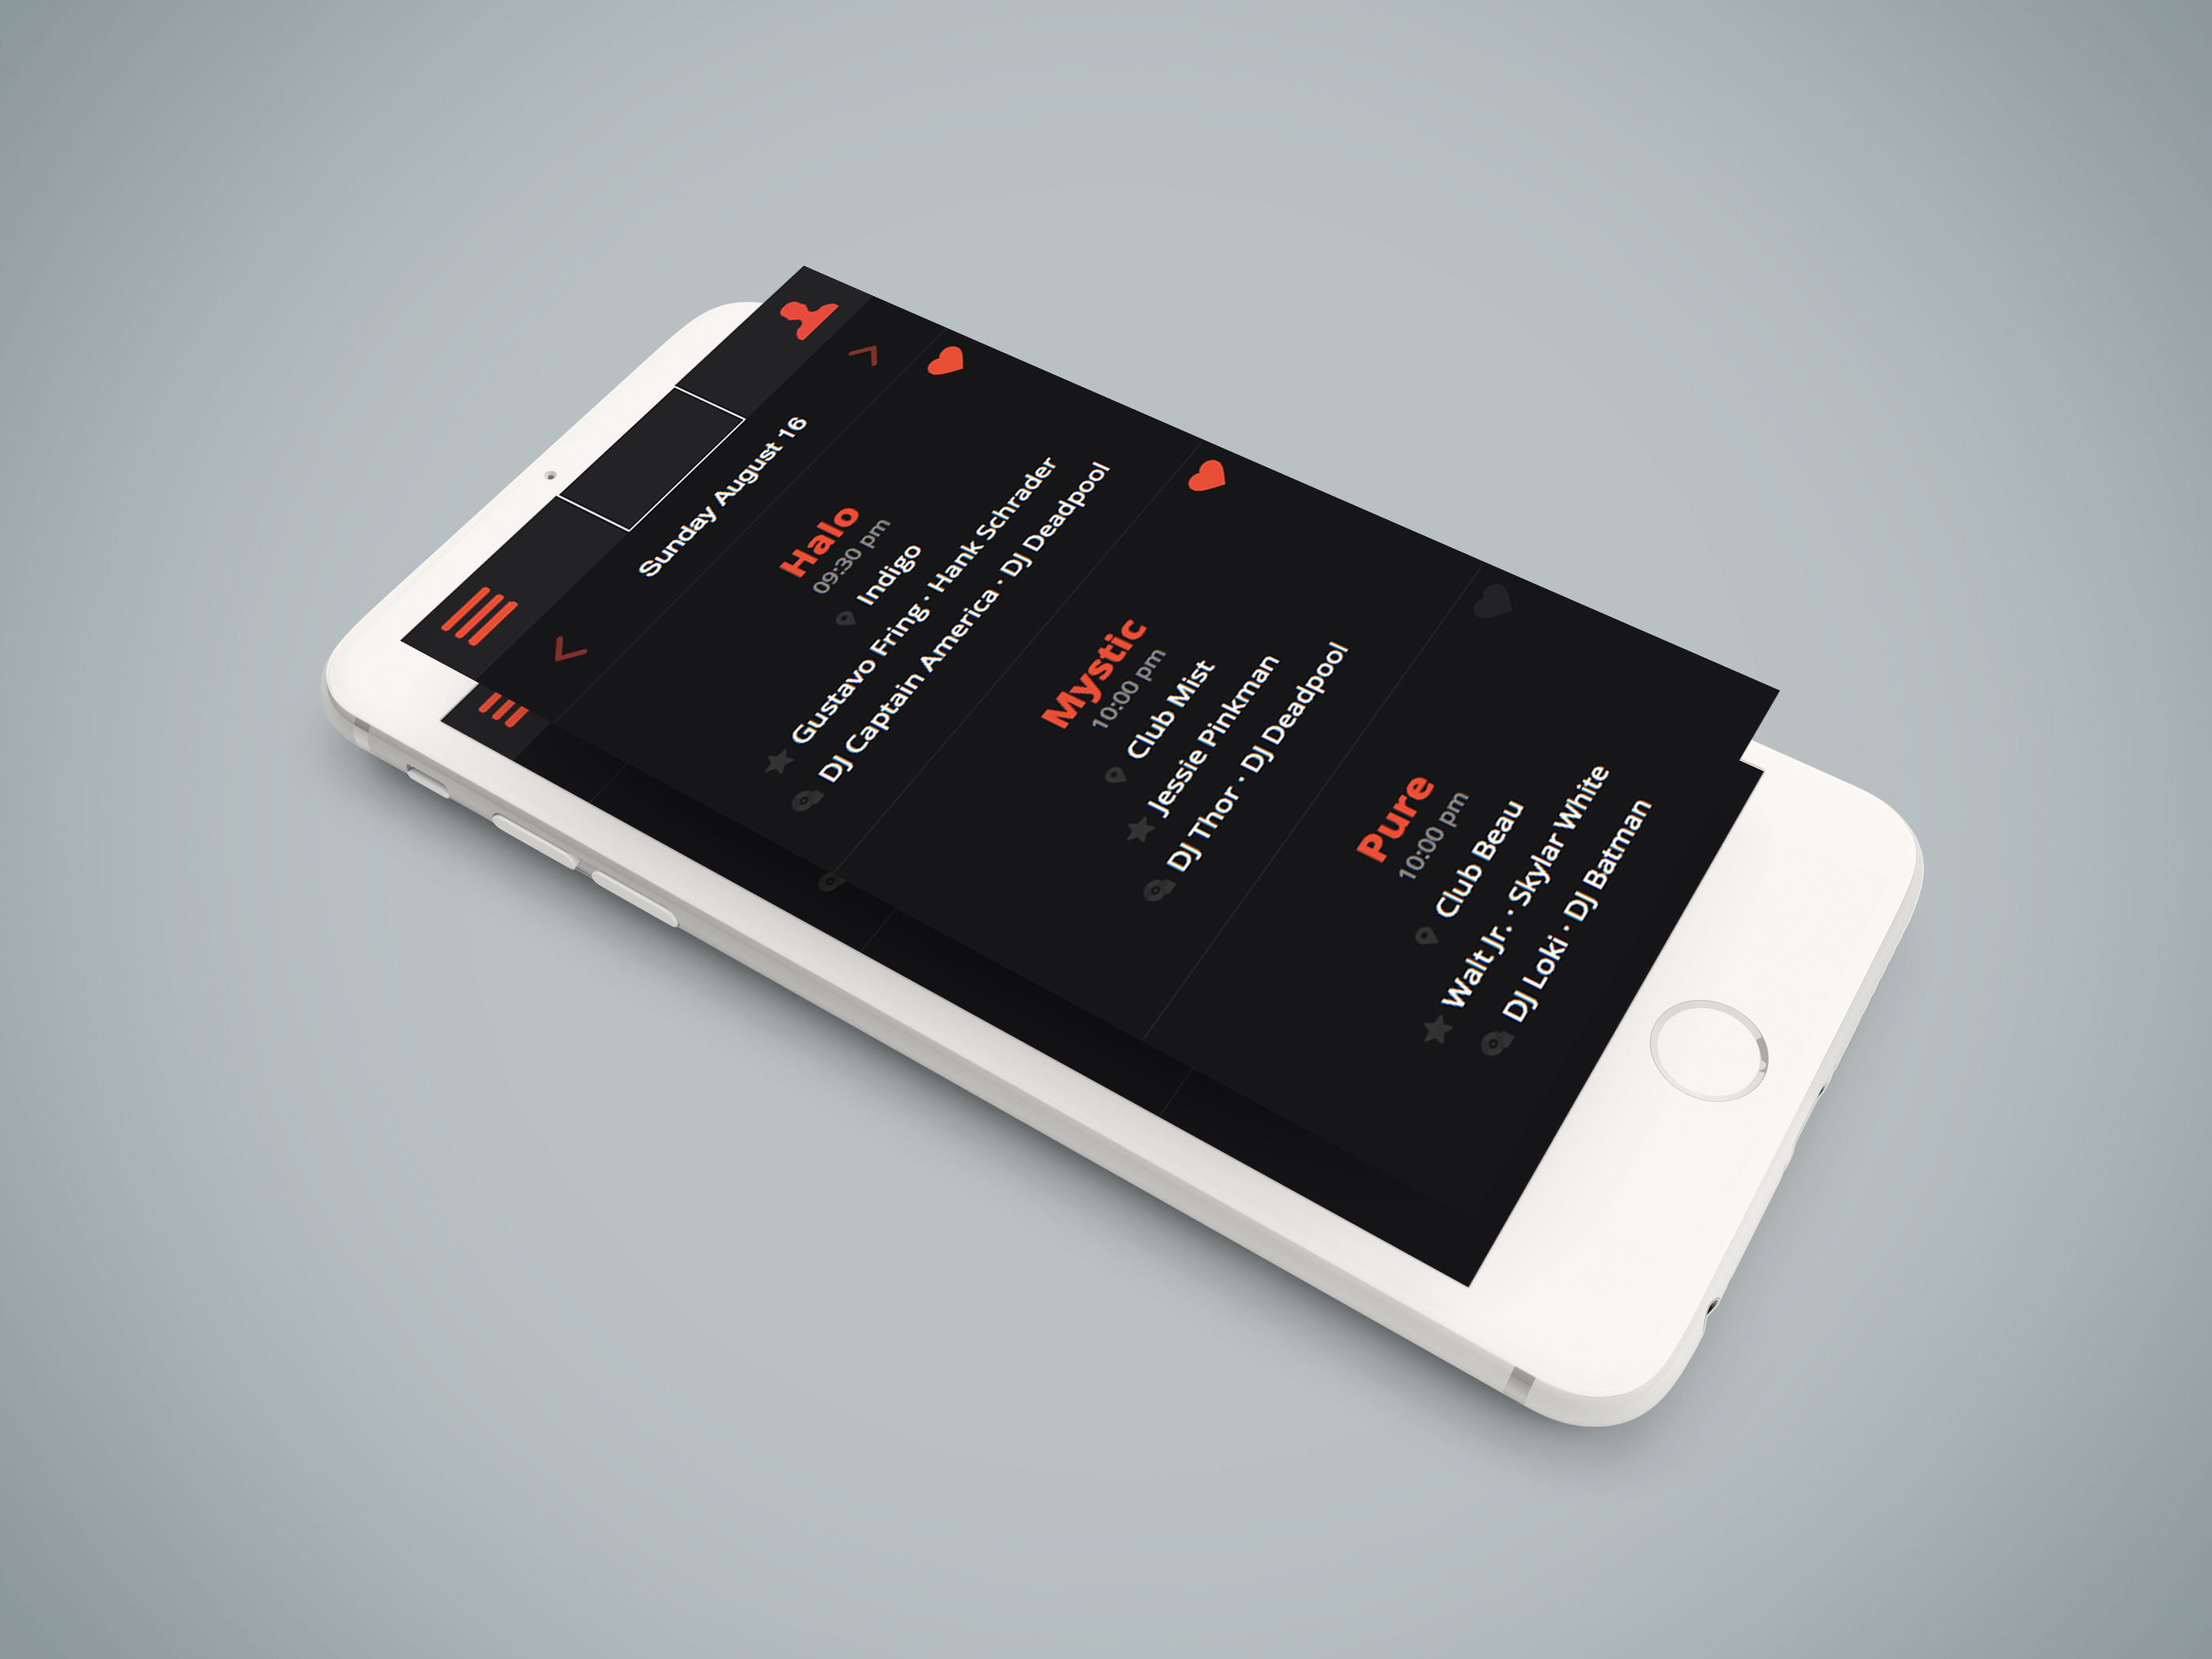 Sunday August 16
Halo
09:30 pm
Indigo
Gustavo Fring · Hank Schrader
DJ Captain America · DJ Deadpool
Mystic
10:00 pm
Club Mist
Jessie Pinkman
DJ Thor · DJ Deadpool
Pure
10:00 pm
Club Beau
Walt Jr. · Skylar White
DJ Loki · DJ Batman